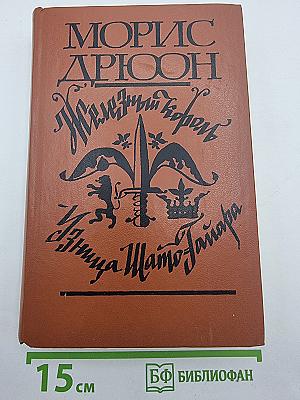 МОРИС
ДРЮОН
Железный король
Узница Шато-Гайара
15 см
БФ БИБЛИОФАН